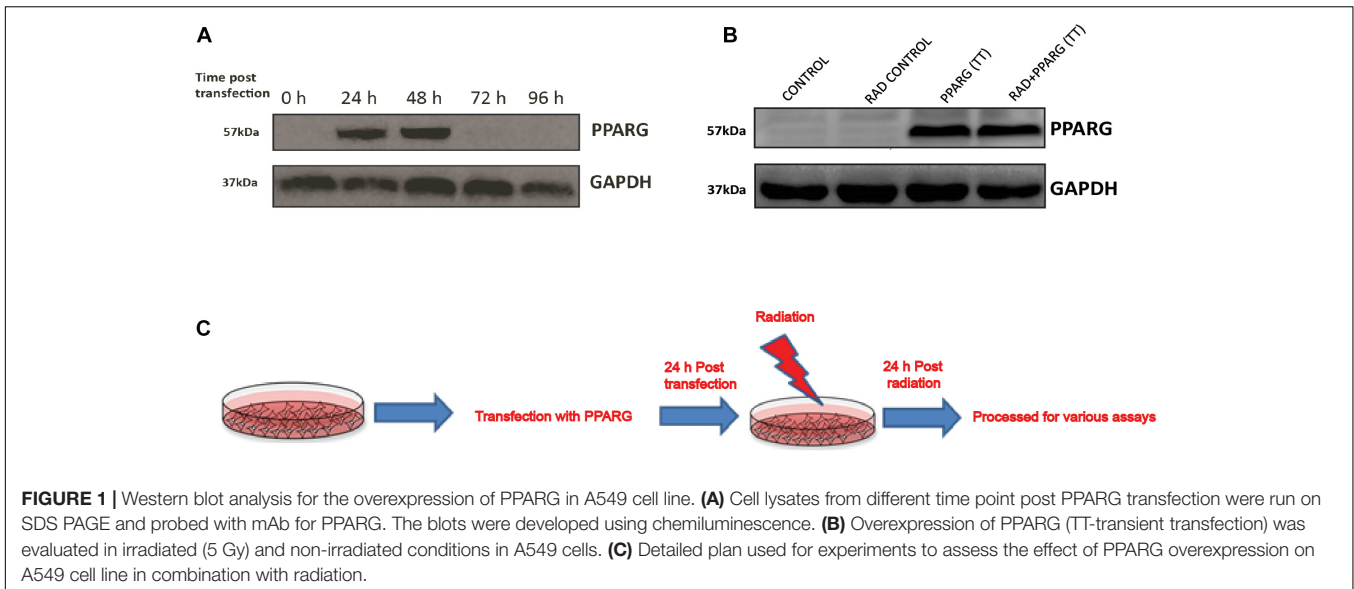 A
Time post
transfection 0 h 24 h 48 h 72 h 96 h
57kDa PPARG
37kDa GAPDH
B
CONTROL RAD CONTROL PPARG (TT) RAD+PPARG (TT)
57kDa PPARG
37kDa GAPDH
C
Radiation
24 h Post
transfection
24 h Post
radiation
Transfection with PPARG
Processed for various assays
FIGURE 1 | Western blot analysis for the overexpression of PPARG in A549 cell line. (A) Cell lysates from different time point post PPARG transfection were run on
SDS PAGE and probed with mAb for PPARG. The blots were developed using chemiluminescence. (B) Overexpression of PPARG (TT-transient transfection) was
evaluated in irradiated (5 Gy) and non-irradiated conditions in A549 cells. (C) Detailed plan used for experiments to assess the effect of PPARG overexpression on
A549 cell line in combination with radiation.